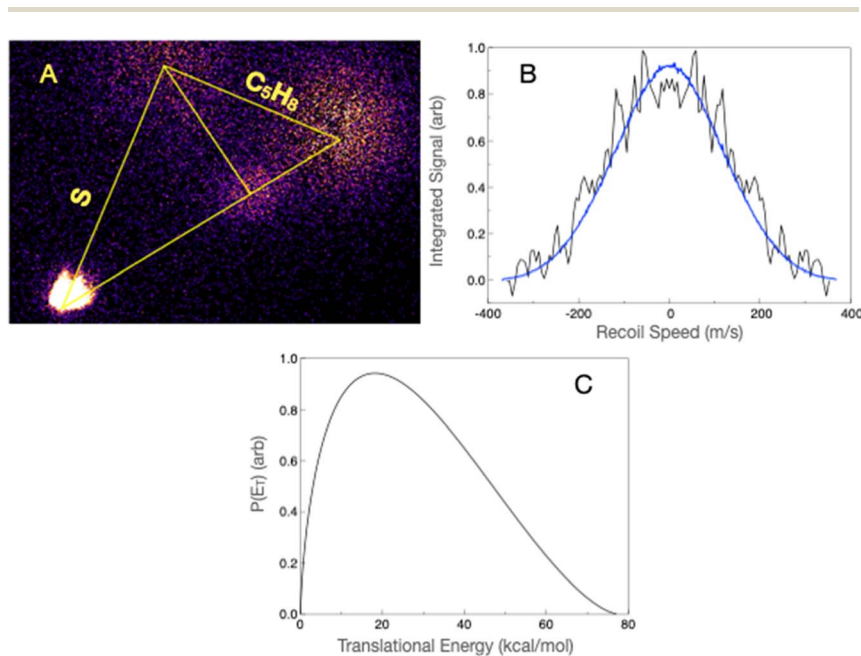 A
S
C₅H₈
B
Integrated Signal (arb)
1.0
0.8
0.6
0.4
0.2
0.0
-400 -200 0 200 400
Recoil Speed (m/s)
C
P(E_T) (arb)
1.0
0.8
0.6
0.4
0.2
0.0
0 20 40 60 80
Translational Energy (kcal/mol)